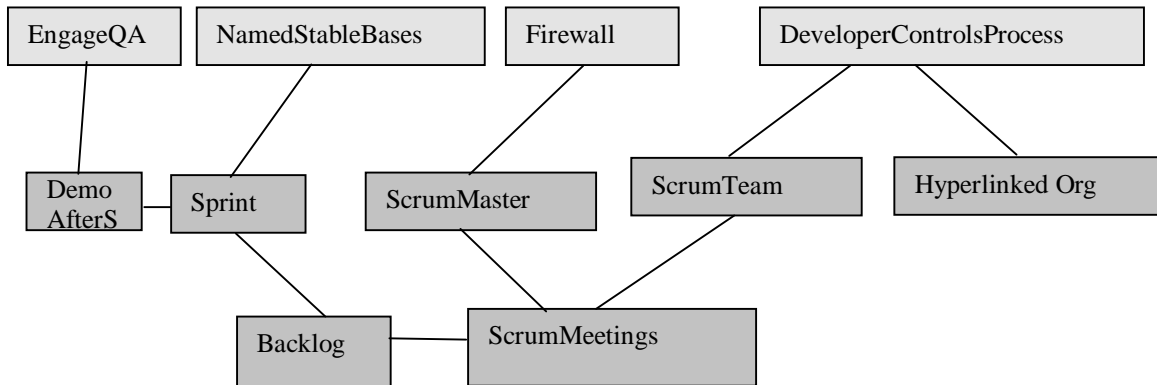 EngageQA
NamedStableBases
Firewall
DeveloperControlsProcess
Demo
AfterS
Sprint
ScrumMaster
ScrumTeam
Hyperlinked Org
Backlog
ScrumMeetings